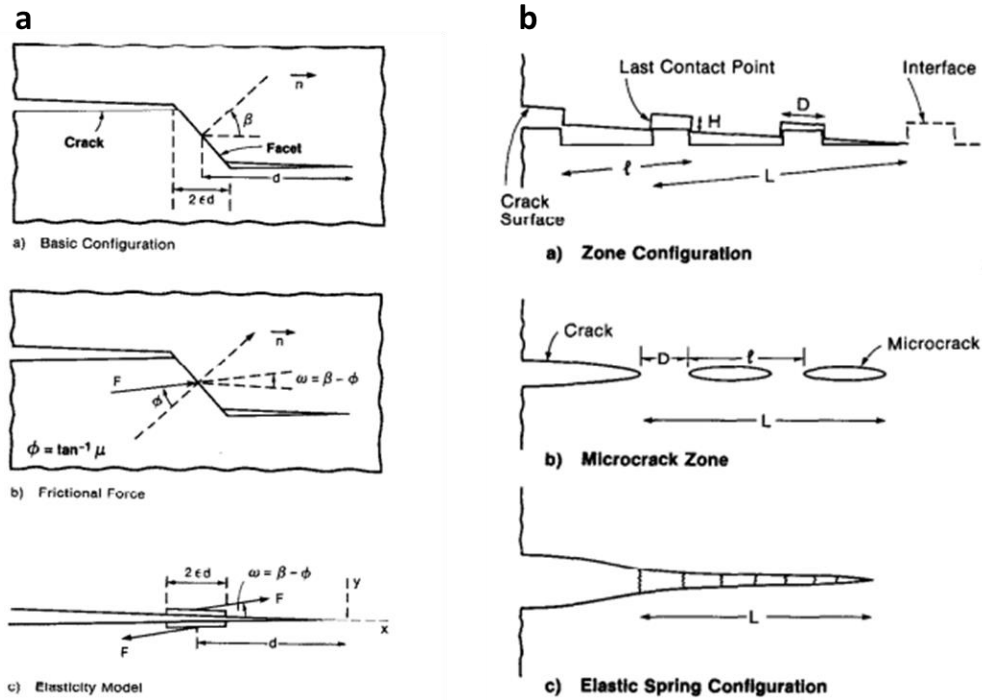 a
n
β
Crack
Facet
d
2 ϵd
a) Basic Configuration
n
F
ω = β - ϕ
ϕ
ϕ = tan⁻¹ μ
b) Frictional Force
2 ϵd
ω = β - ϕ
F
y
x
F
d
c) Elasticity Model
b
Last Contact Point
Interface
D
H
ℓ
L
Crack
Surface
a) Zone Configuration
Crack
Microcrack
D
ℓ
L
b) Microcrack Zone
L
c) Elastic Spring Configuration